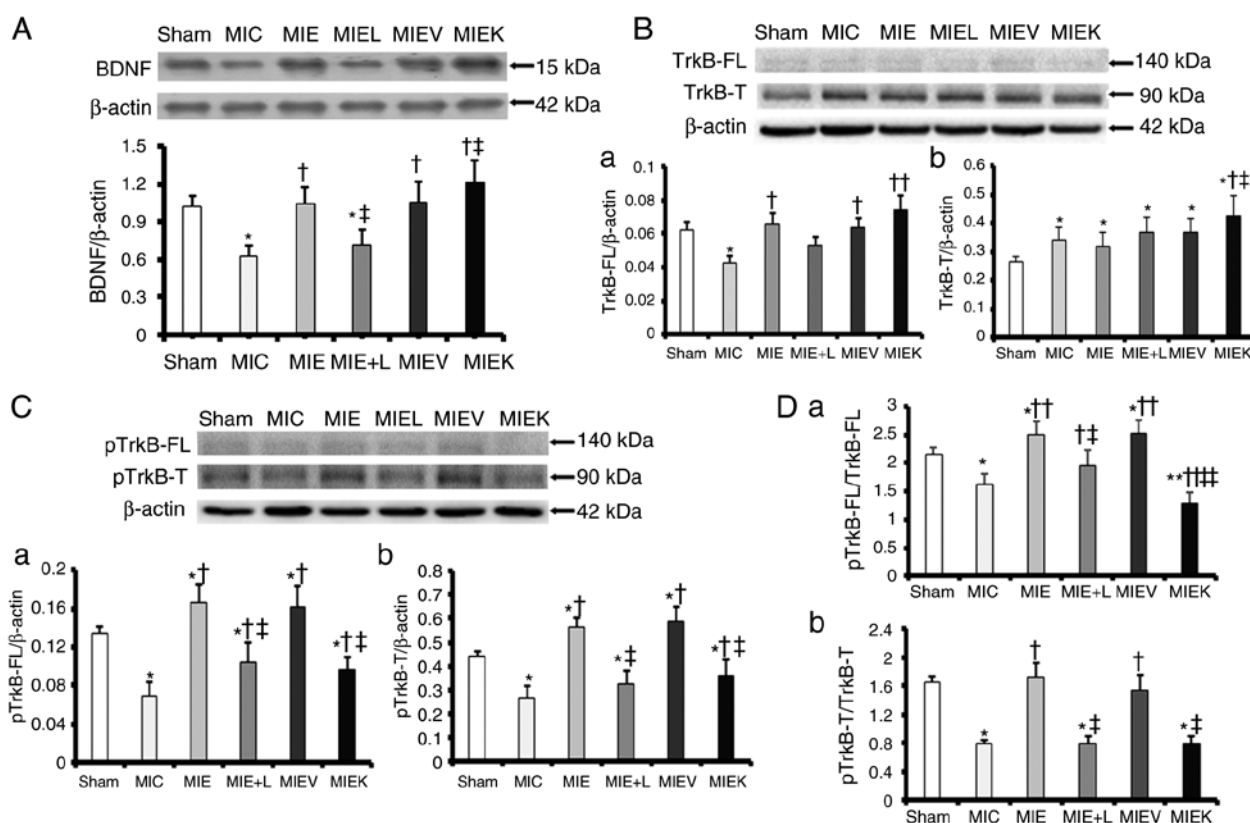 A
Sham MIC MIE MIEL MIEV MIEK
BDNF
15 kDa
β-actin
42 kDa
BDNF/β-actin
1.5
1.2
0.9
0.6
0.3
0
*
†
*‡
†
†‡
Sham MIC MIE MIE+L MIEV MIEK
B
Sham MIC MIE MIEL MIEV MIEK
TrkB-FL
140 kDa
TrkB-T
90 kDa
β-actin
42 kDa
a
TrkB-FL/β-actin
0.1
0.08
0.06
0.04
0.02
0
*
†
†
††
Sham MIC MIE MIE+L MIEV MIEK
b
TrkB-T/β-actin
0.6
0.5
0.4
0.3
0.2
0.1
0
*
*
*
*
*†‡
Sham MIC MIE MIE+L MIEV MIEK
C
Sham MIC MIE MIEL MIEV MIEK
pTrkB-FL
140 kDa
pTrkB-T
90 kDa
β-actin
42 kDa
a
pTrkB-FL/β-actin
0.2
0.16
0.12
0.08
0.04
0
*
*†
*†‡
*†
*†‡
Sham MIC MIE MIE+L MIEV MIEK
b
pTrkB-T/β-actin
0.8
0.7
0.6
0.5
0.4
0.3
0.2
0.1
0
*
*†
*‡
*†
*†‡
Sham MIC MIE MIE+L MIEV MIEK
D a
pTrkB-FL/TrkB-FL
3
2.5
2
1.5
1
.5
0
*
*††
†‡
*††
**††‡‡
Sham MIC MIE MIE+L MIEV MIEK
b
pTrkB-T/TrkB-T
2.4
2
1.6
1.2
0.8
0.4
0
*
†
*‡
†
*‡
Sham MIC MIE MIE+L MIEV MIEK